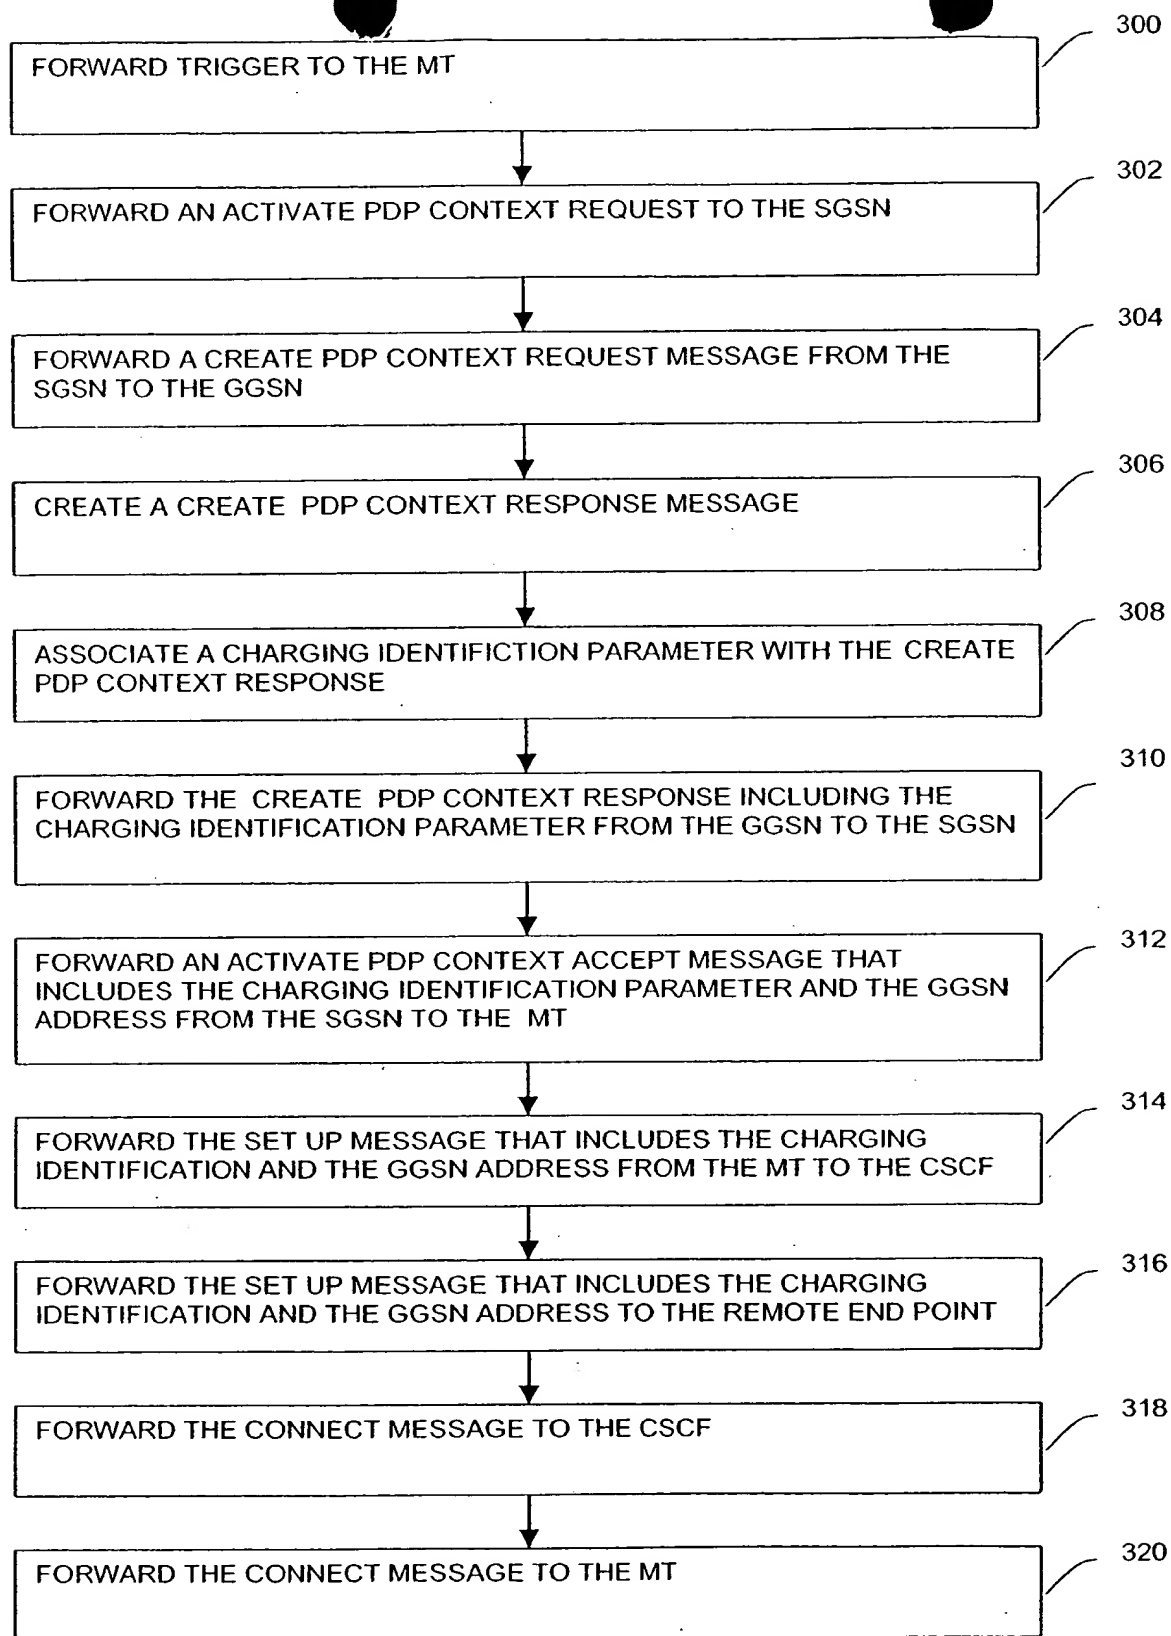 300
FORWARD TRIGGER TO THE MT
302
FORWARD AN ACTIVATE PDP CONTEXT REQUEST TO THE SGSN
304
FORWARD A CREATE PDP CONTEXT REQUEST MESSAGE FROM THE
SGSN TO THE GGSN
306
CREATE A CREATE PDP CONTEXT RESPONSE MESSAGE
308
ASSOCIATE A CHARGING IDENTIFICTION PARAMETER WITH THE CREATE
PDP CONTEXT RESPONSE
310
FORWARD THE CREATE PDP CONTEXT RESPONSE INCLUDING THE
CHARGING IDENTIFICATION PARAMETER FROM THE GGSN TO THE SGSN
312
FORWARD AN ACTIVATE PDP CONTEXT ACCEPT MESSAGE THAT
INCLUDES THE CHARGING IDENTIFICATION PARAMETER AND THE GGSN
ADDRESS FROM THE SGSN TO THE MT
314
FORWARD THE SET UP MESSAGE THAT INCLUDES THE CHARGING
IDENTIFICATION AND THE GGSN ADDRESS FROM THE MT TO THE CSCF
316
FORWARD THE SET UP MESSAGE THAT INCLUDES THE CHARGING
IDENTIFICATION AND THE GGSN ADDRESS TO THE REMOTE END POINT
318
FORWARD THE CONNECT MESSAGE TO THE CSCF
320
FORWARD THE CONNECT MESSAGE TO THE MT